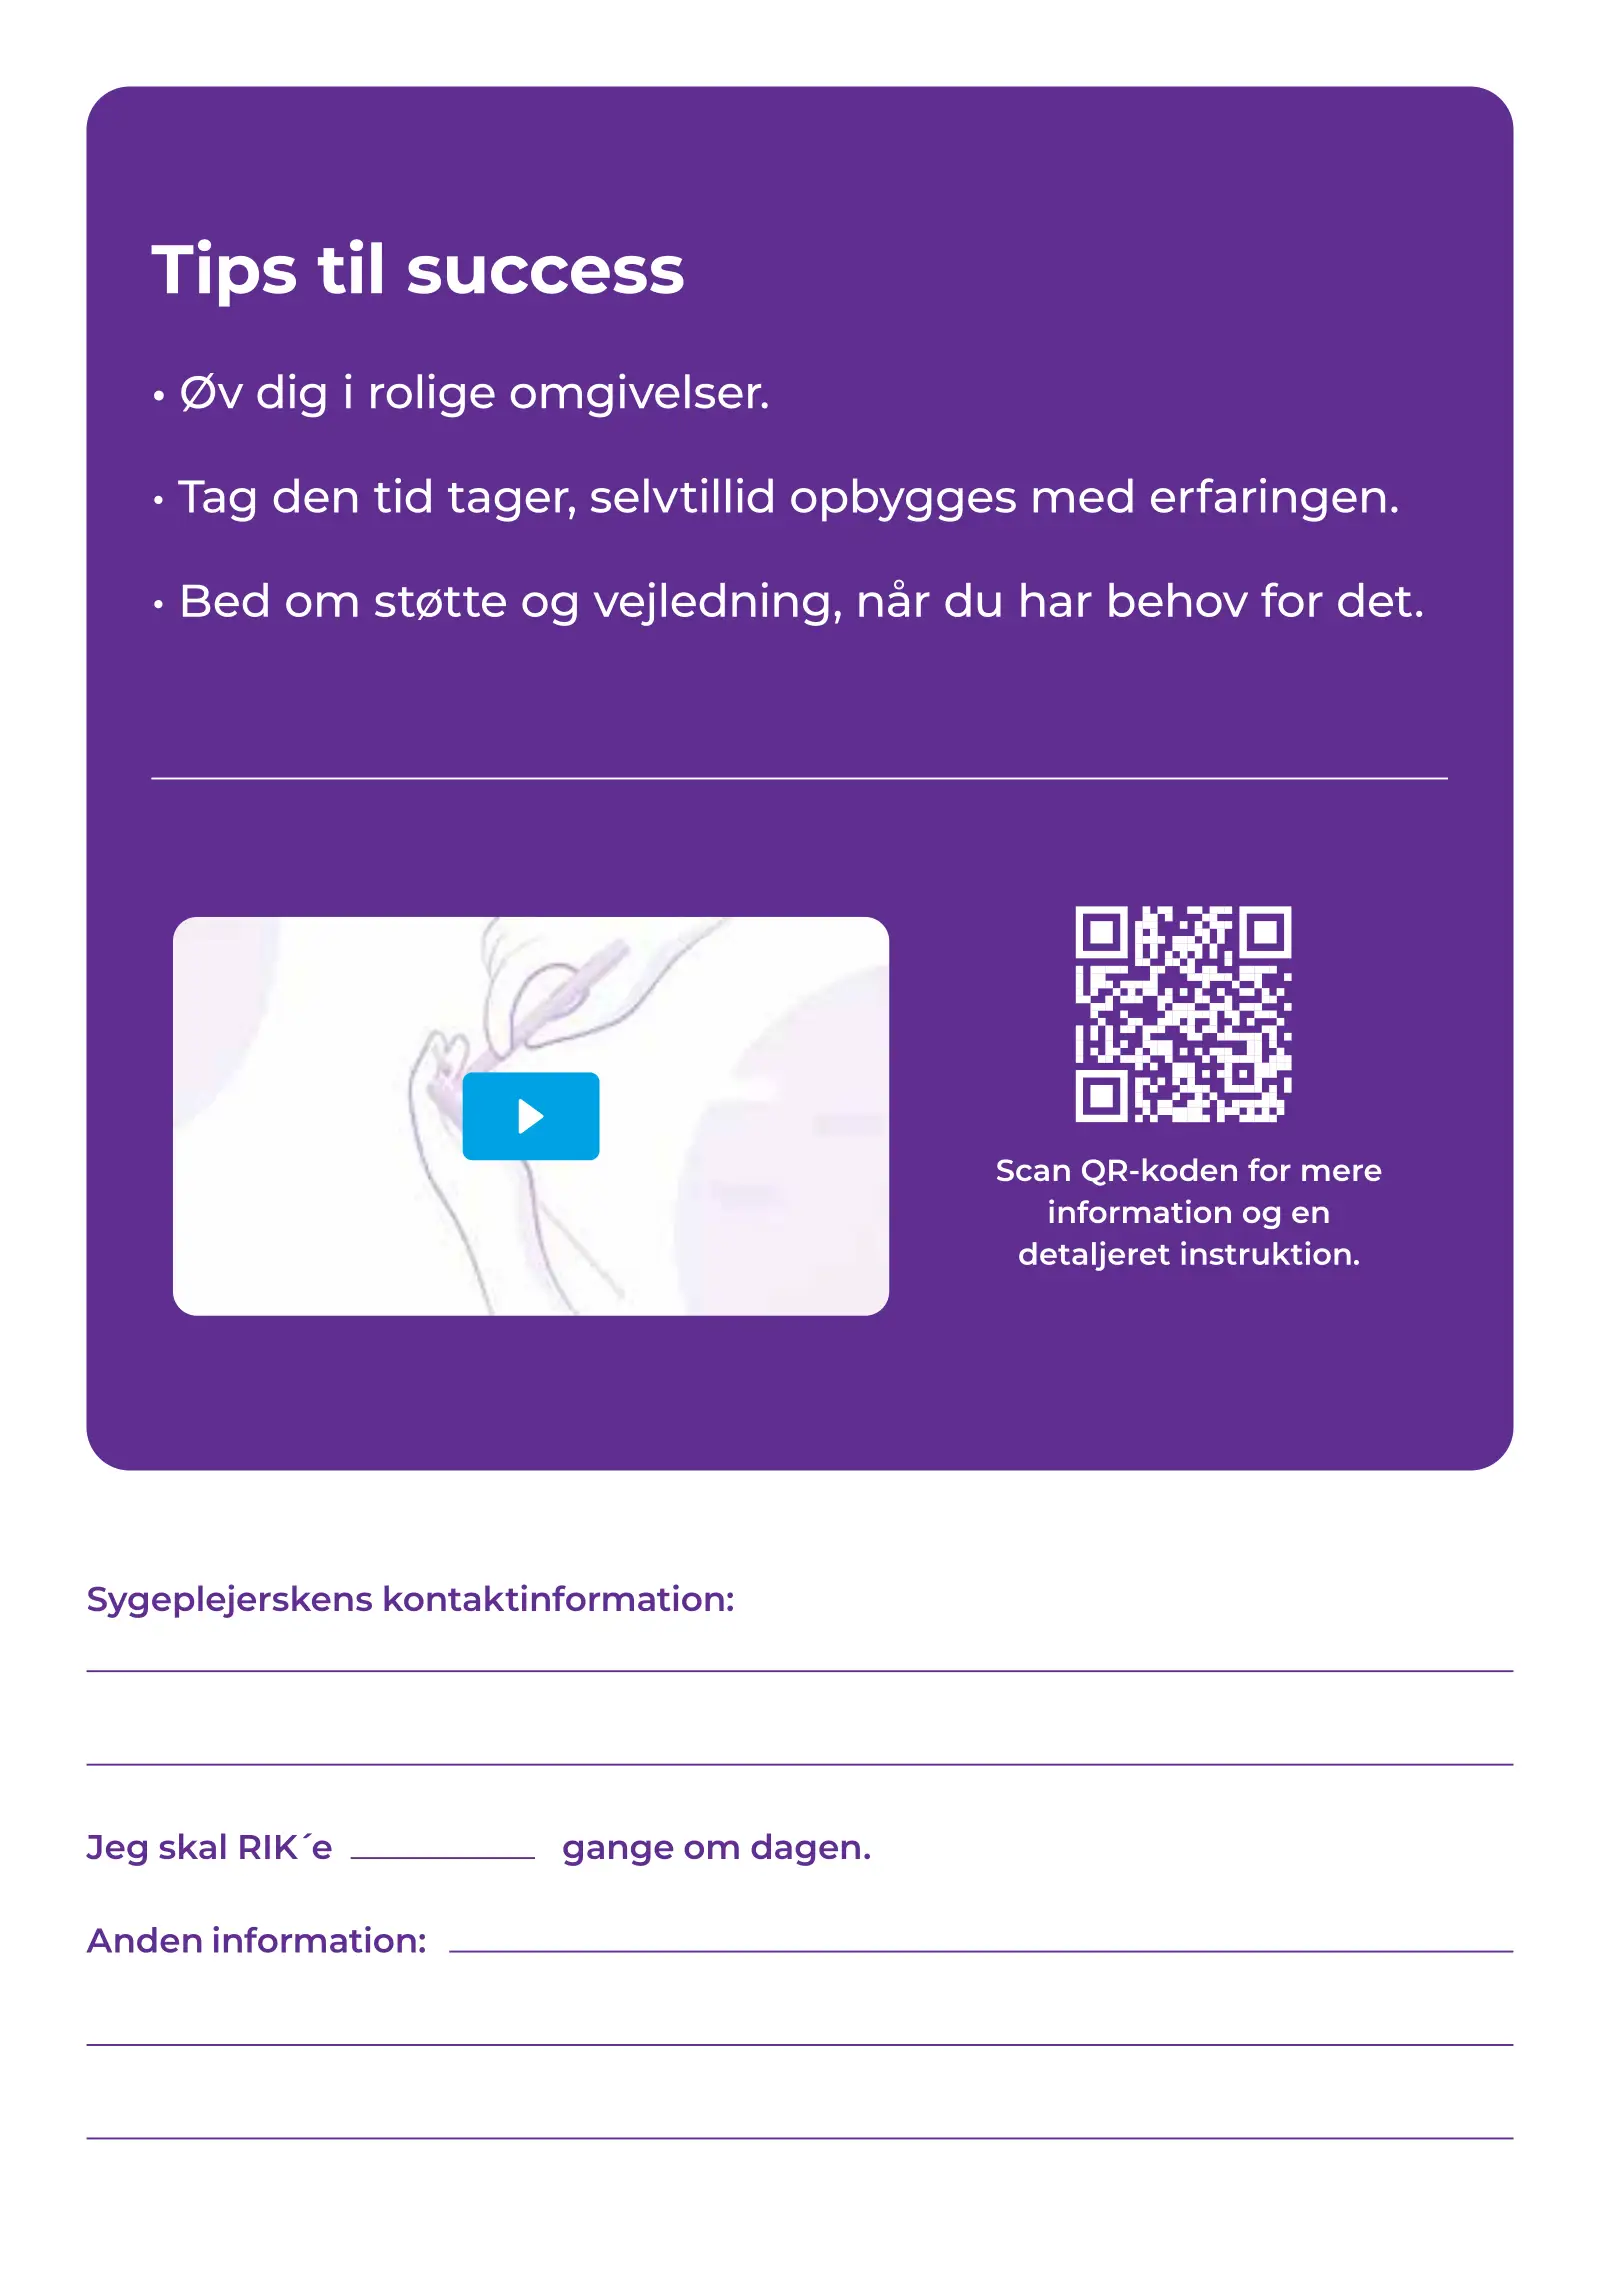 Tips til success
• Øv dig i rolige omgivelser.
• Tag den tid tager, selvtillid opbygges med erfaringen.
• Bed om støtte og vejledning, når du har behov for det.
Scan QR-koden for mere
information og en
detaljeret instruktion.
Sygeplejerskens kontaktinformation:
Jeg skal RIK´e ________ gange om dagen.
Anden information: